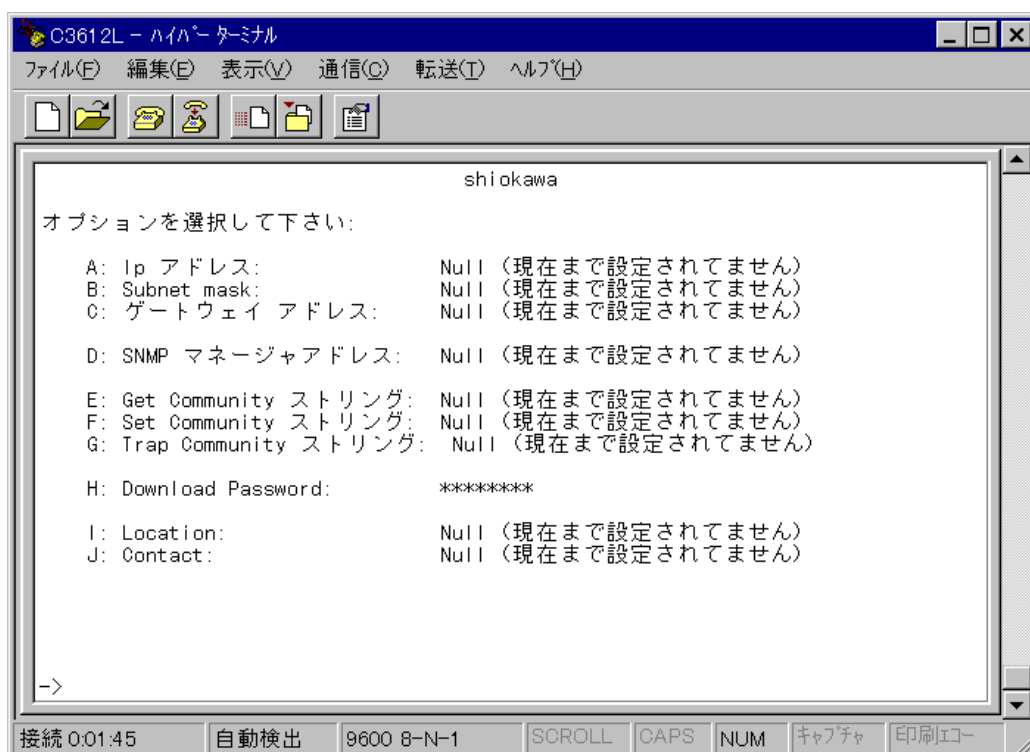 C3612L - ﾊｲﾊﾟｰ ﾀｰﾐﾅﾙ
ﾌｧｲﾙ(F) 編集(E) 表示(V) 通信(C) 転送(T) ﾍﾙﾌﾟ(H)
shiokawa
オプションを選択して下さい:
A: Ip アドレス: Null (現在まで設定されてません)
B: Subnet mask: Null (現在まで設定されてません)
C: ゲートウェイ アドレス: Null (現在まで設定されてません)
D: SNMP マネージャアドレス: Null (現在まで設定されてません)
E: Get Community ストリング: Null (現在まで設定されてません)
F: Set Community ストリング: Null (現在まで設定されてません)
G: Trap Community ストリング: Null (現在まで設定されてません)
H: Download Password: ********
I: Location: Null (現在まで設定されてません)
J: Contact: Null (現在まで設定されてません)
->
接続 0:01:45 自動検出 9600 8-N-1 SCROLL CAPS NUM ｷｬﾌﾟﾁｬ 印刷ｴｺｰ